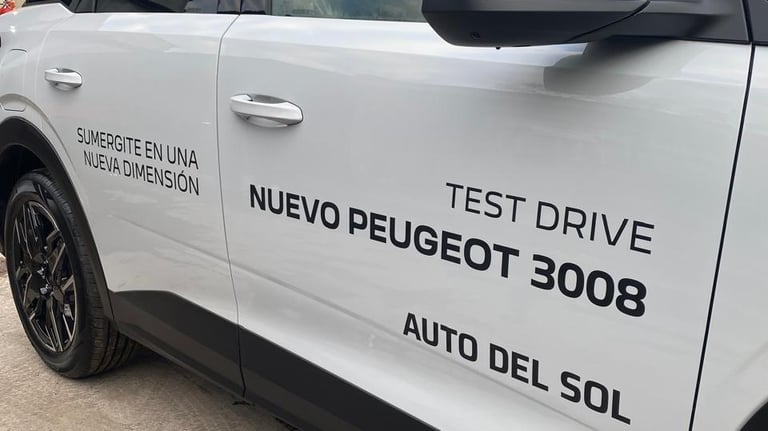 SUMERGITE EN UNA
NUEVA DIMENSIÓN
TEST DRIVE
NUEVO PEUGEOT 3008
AUTO DEL SOL